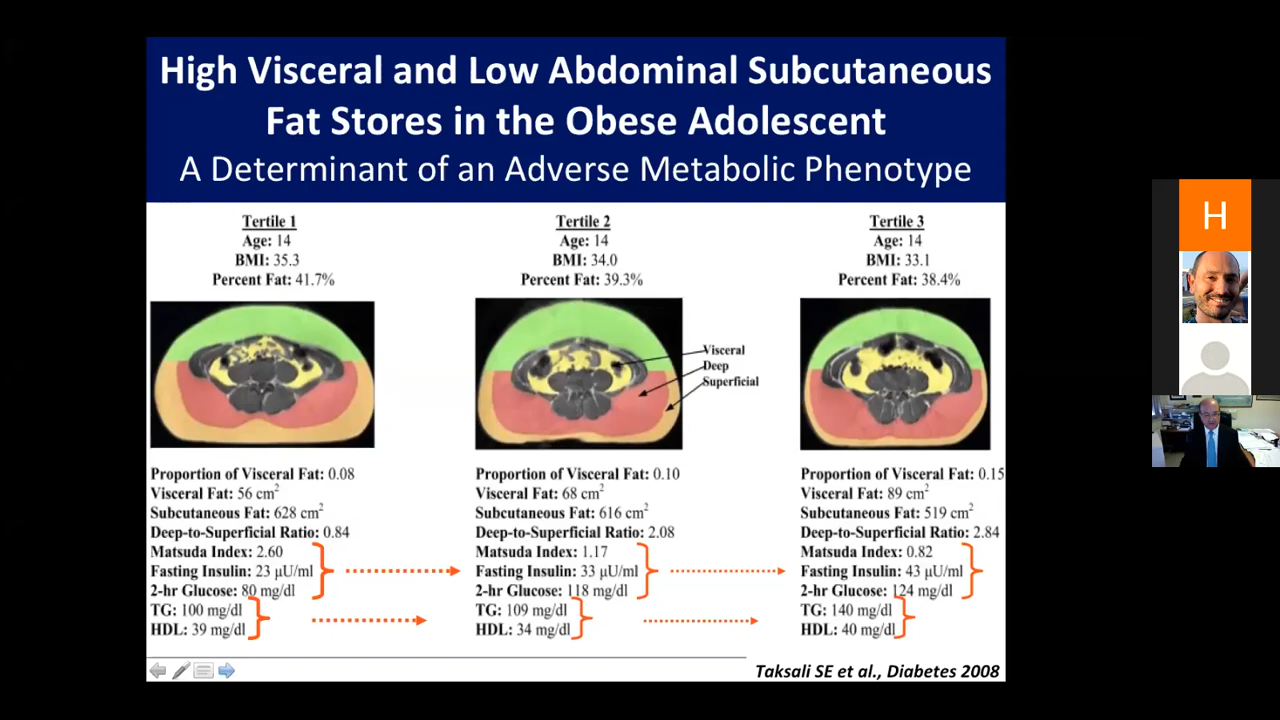 High Visceral and Low Abdominal Subcutaneous
Fat Stores in the Obese Adolescent
A Determinant of an Adverse Metabolic Phenotype
Tertile 1
Age: 14
BMI: 35.3
Percent Fat: 41.7%
Tertile 2
Age: 14
BMI: 34.0
Percent Fat: 39.3%
Tertile 3
Age: 14
BMI: 33.1
Percent Fat: 38.4%
Visceral
Deep
Superficial
Proportion of Visceral Fat: 0.08
Visceral Fat: 56 cm²
Subcutaneous Fat: 628 cm²
Deep-to-Superficial Ratio: 0.84
Matsuda Index: 2.60
Fasting Insulin: 23 µU/ml
2-hr Glucose: 80 mg/dl
TG: 100 mg/dl
HDL: 39 mg/dl
Proportion of Visceral Fat: 0.10
Visceral Fat: 68 cm²
Subcutaneous Fat: 616 cm²
Deep-to-Superficial Ratio: 2.08
Matsuda Index: 1.17
Fasting Insulin: 33 µU/ml
2-hr Glucose: 118 mg/dl
TG: 109 mg/dl
HDL: 34 mg/dl
Proportion of Visceral Fat: 0.15
Visceral Fat: 89 cm²
Subcutaneous Fat: 519 cm²
Deep-to-Superficial Ratio: 2.84
Matsuda Index: 0.82
Fasting Insulin: 43 µU/ml
2-hr Glucose: 124 mg/dl
TG: 140 mg/dl
HDL: 40 mg/dl
Taksali SE et al., Diabetes 2008
H